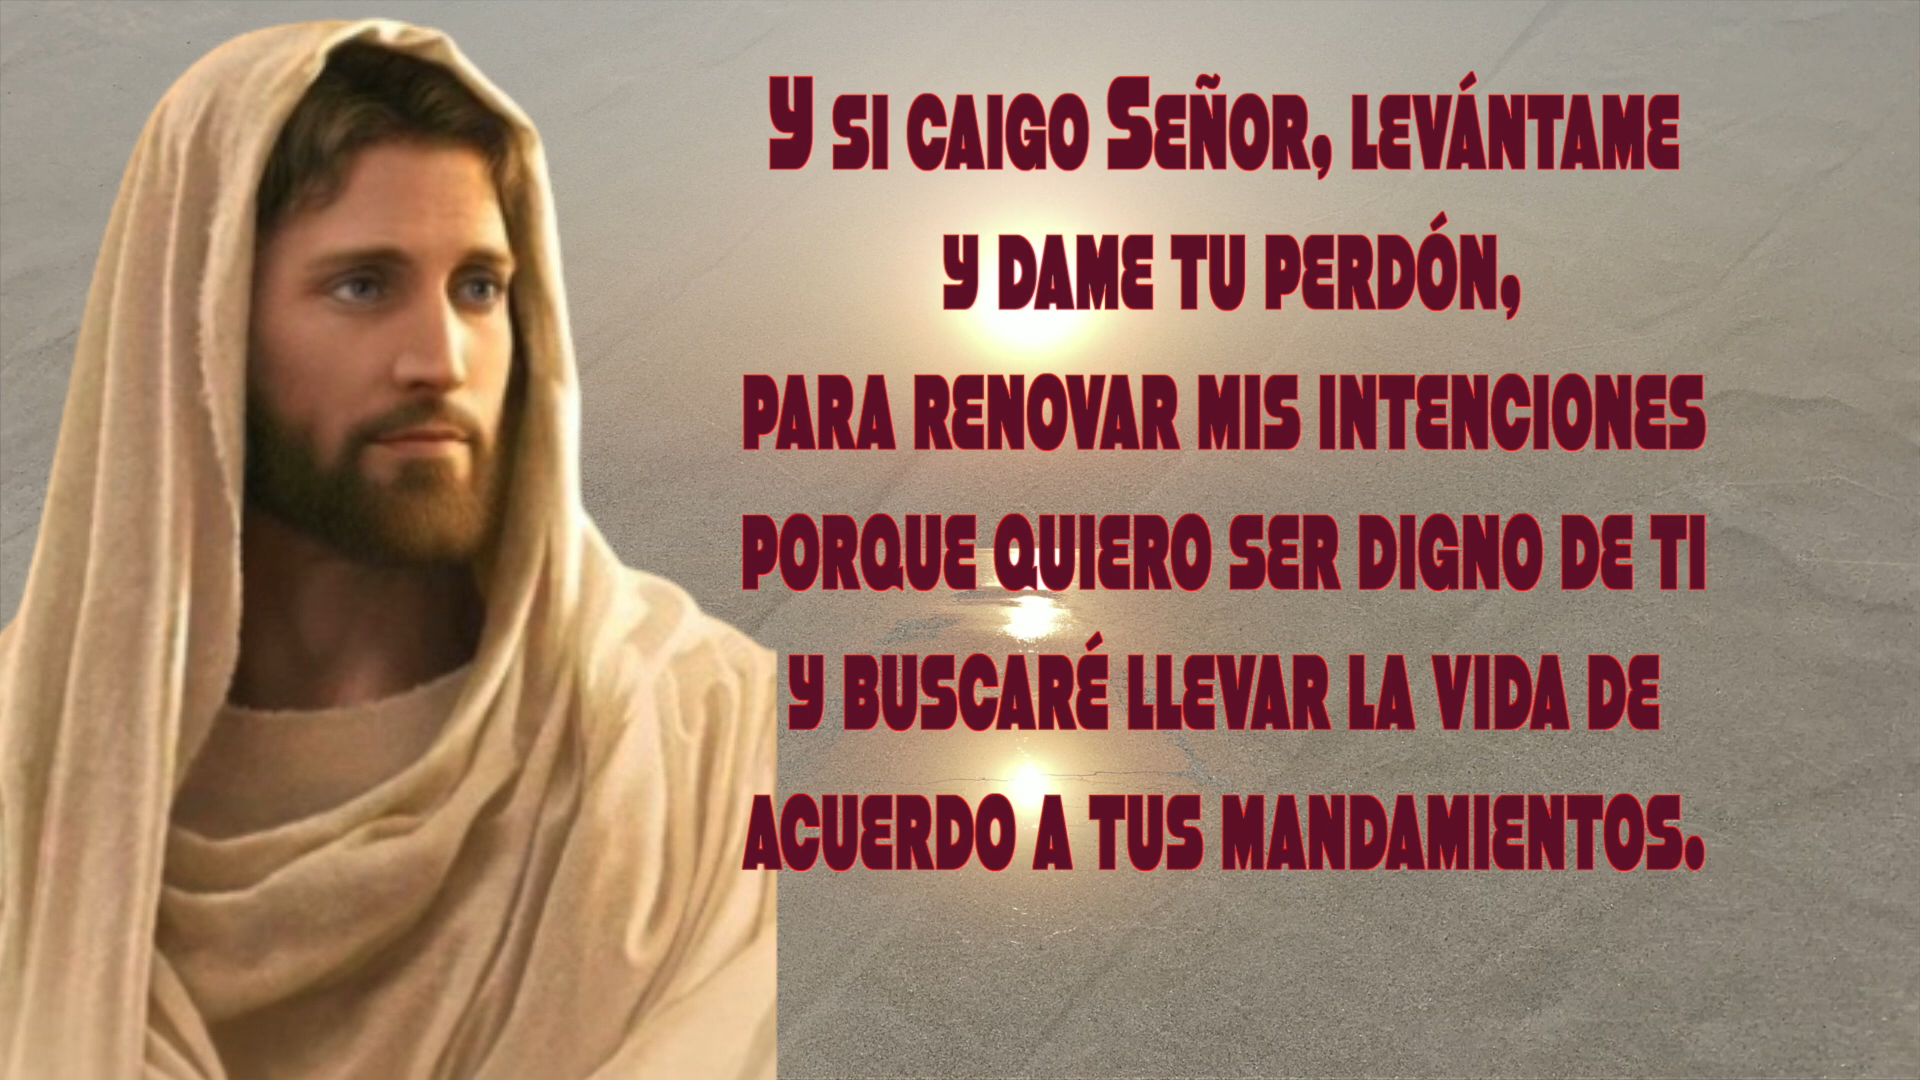 Y si caigo Señor, levántame
y dame tu perdón,
para renovar mis intenciones
porque quiero ser digno de ti
y buscaré llevar la vida de
acuerdo a tus mandamientos.